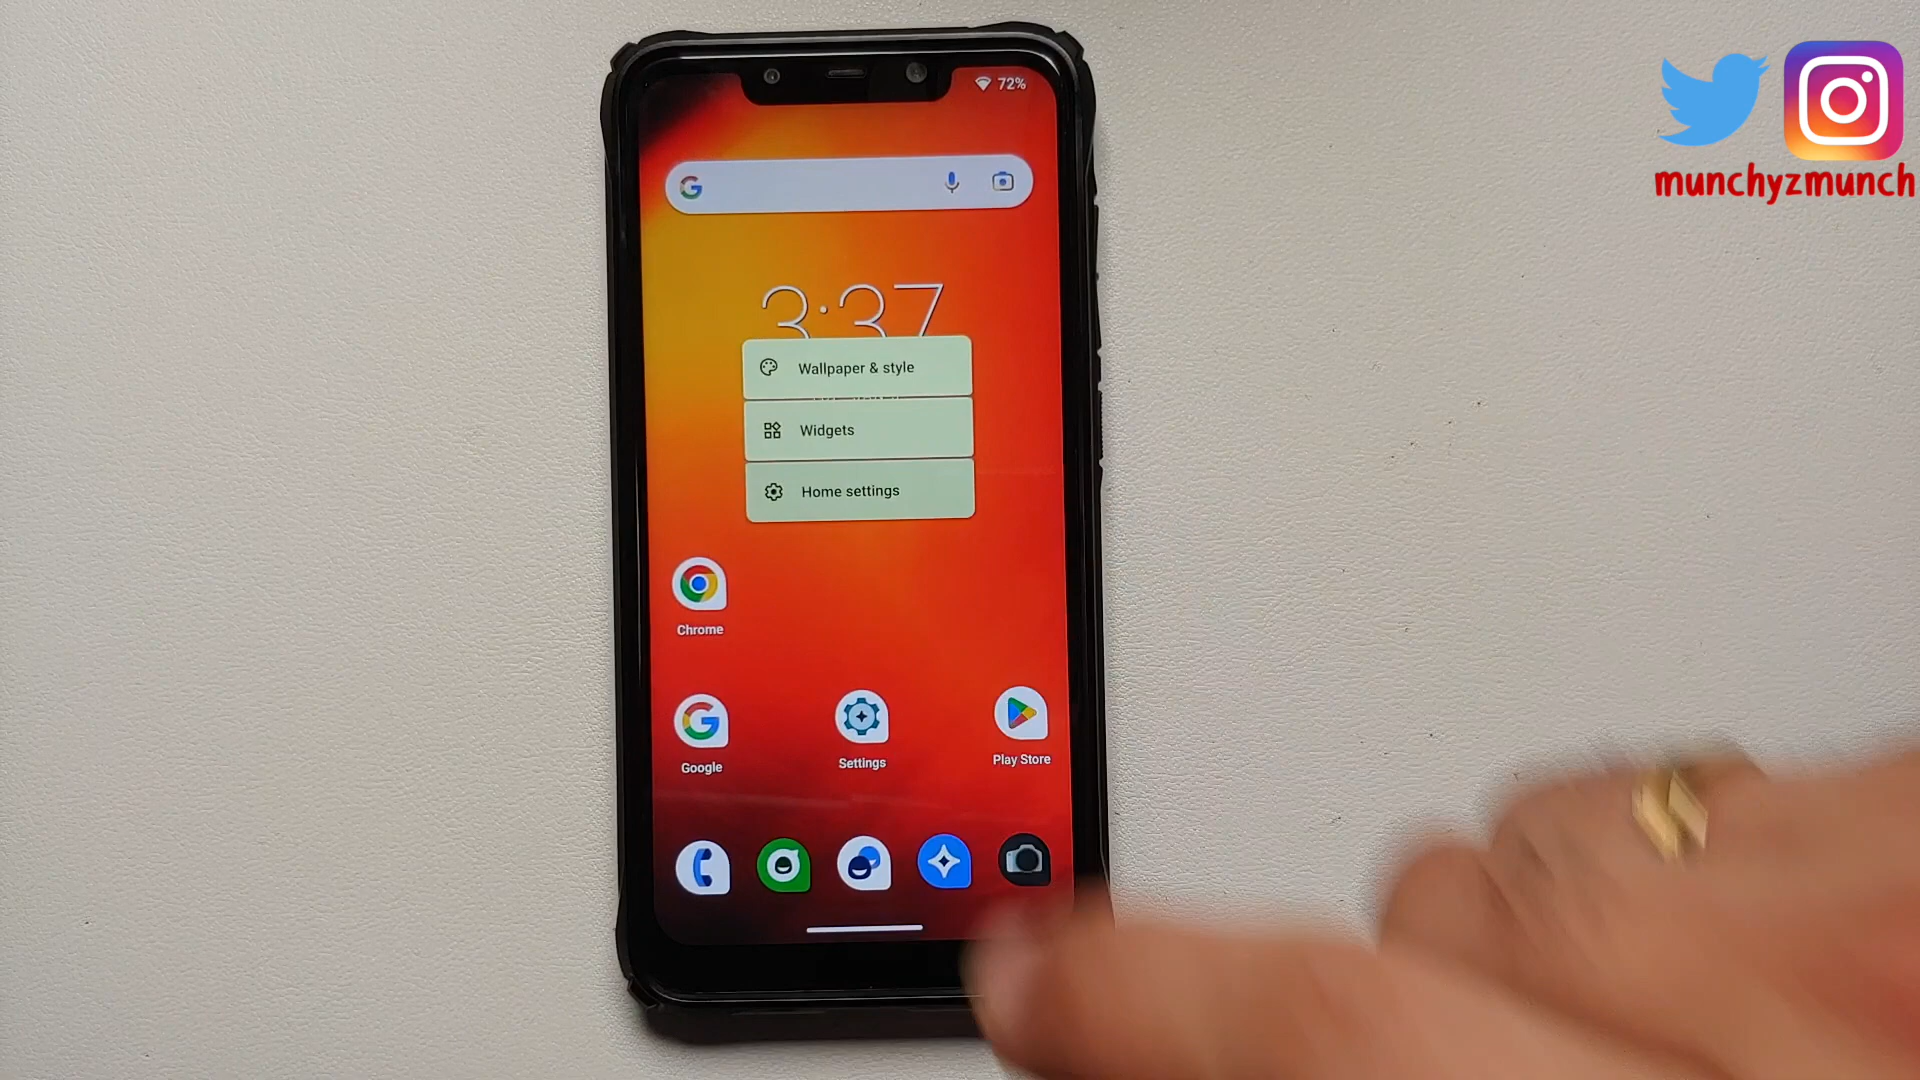 72%
munchyzmunch
3:37
Wallpaper & style
Widgets
Home settings
Chrome
Google
Settings
Play Store